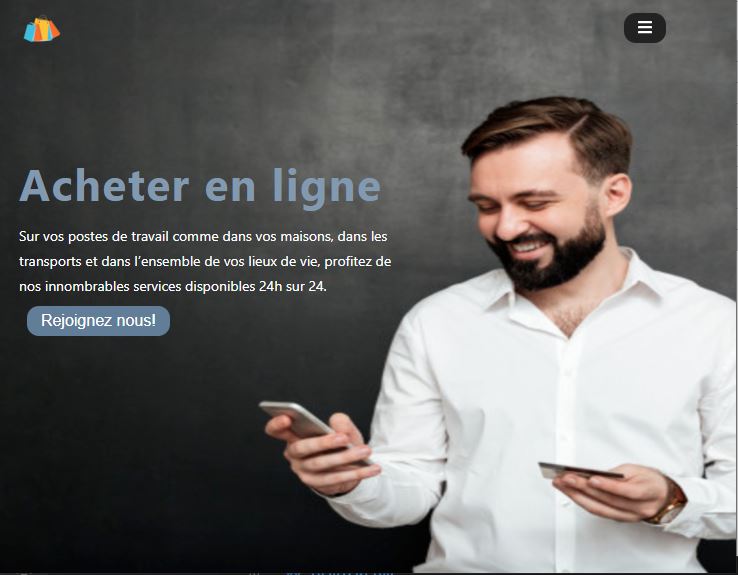 Acheter en ligne
Sur vos postes de travail comme dans vos maisons, dans les
transports et dans l’ensemble de vos lieux de vie, profitez de
nos innombrables services disponibles 24h sur 24.
Rejoignez nous!